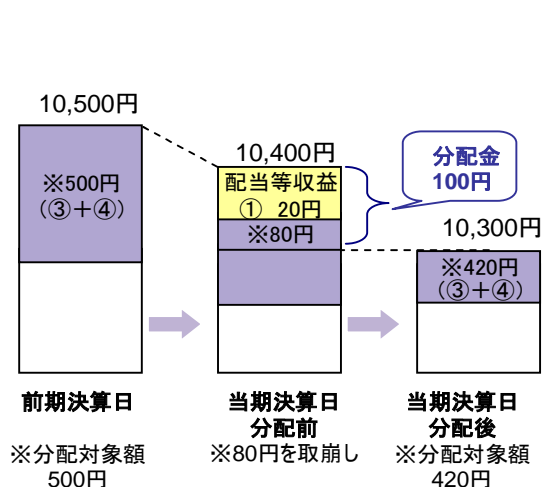 10,500円
※500円
（③＋④）
10,400円
配当等収益
① 20円
※80円
分配金
100円
10,300円
※420円
（③＋④）
前期決算日
※分配対象額
500円
当期決算日
分配前
※80円を取崩し
当期決算日
分配後
※分配対象額
420円